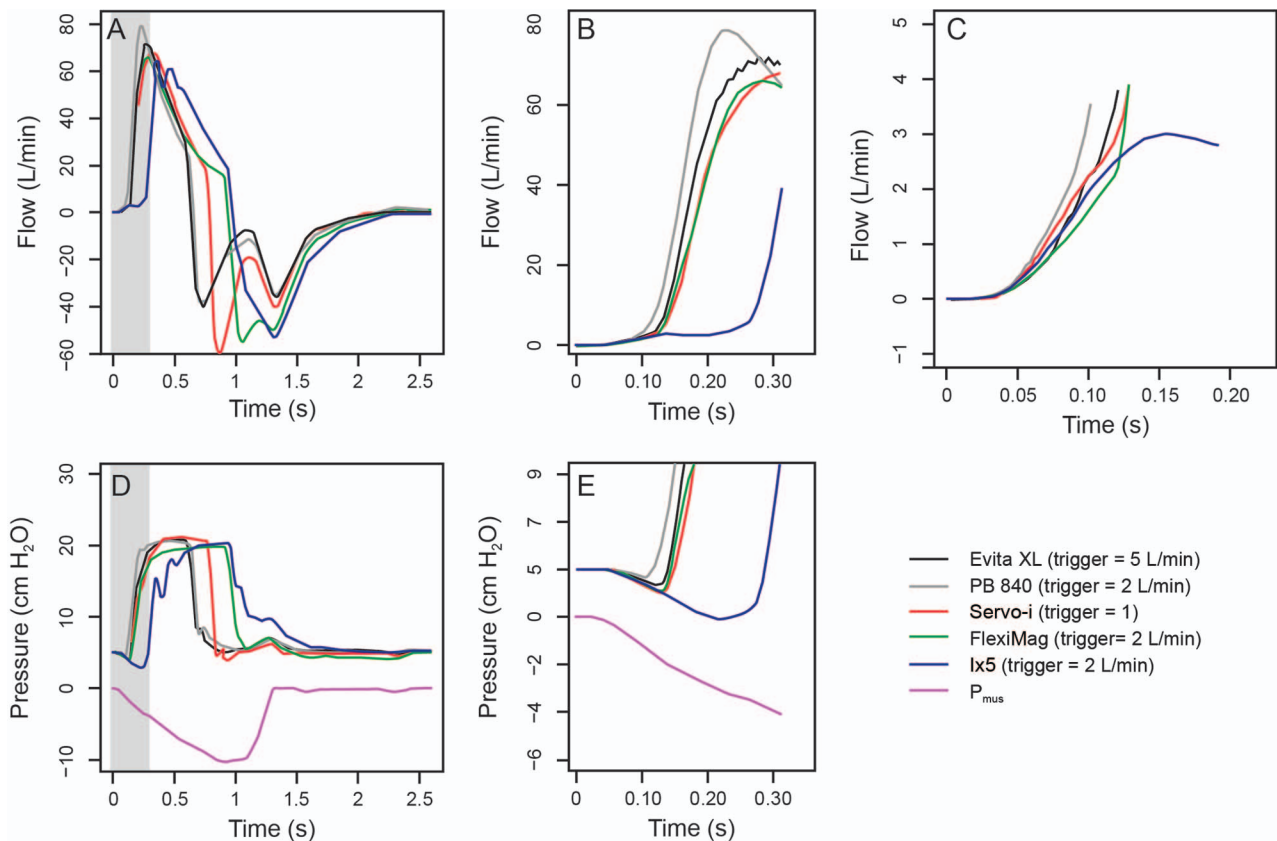 A
Flow (L/min)
80
60
40
20
0
−20
−40
−60
0
0.5
1
1.5
2
2.5
Time (s)
B
Flow (L/min)
80
60
40
20
0
0
0.10
0.20
0.30
Time (s)
C
Flow (L/min)
5
4
3
2
1
0
−1
0
0.05
0.10
0.15
0.20
Time (s)
D
Pressure (cm H₂O)
30
20
10
0
−10
0
0.5
1
1.5
2
2.5
Time (s)
E
Pressure (cm H₂O)
9
7
5
0
−2
−4
−6
0
0.10
0.20
0.30
Time (s)
Evita XL (trigger = 5 L/min)
PB 840 (trigger = 2 L/min)
Servo-i (trigger = 1)
FlexiMag (trigger= 2 L/min)
Ix5 (trigger = 2 L/min)
Pmus